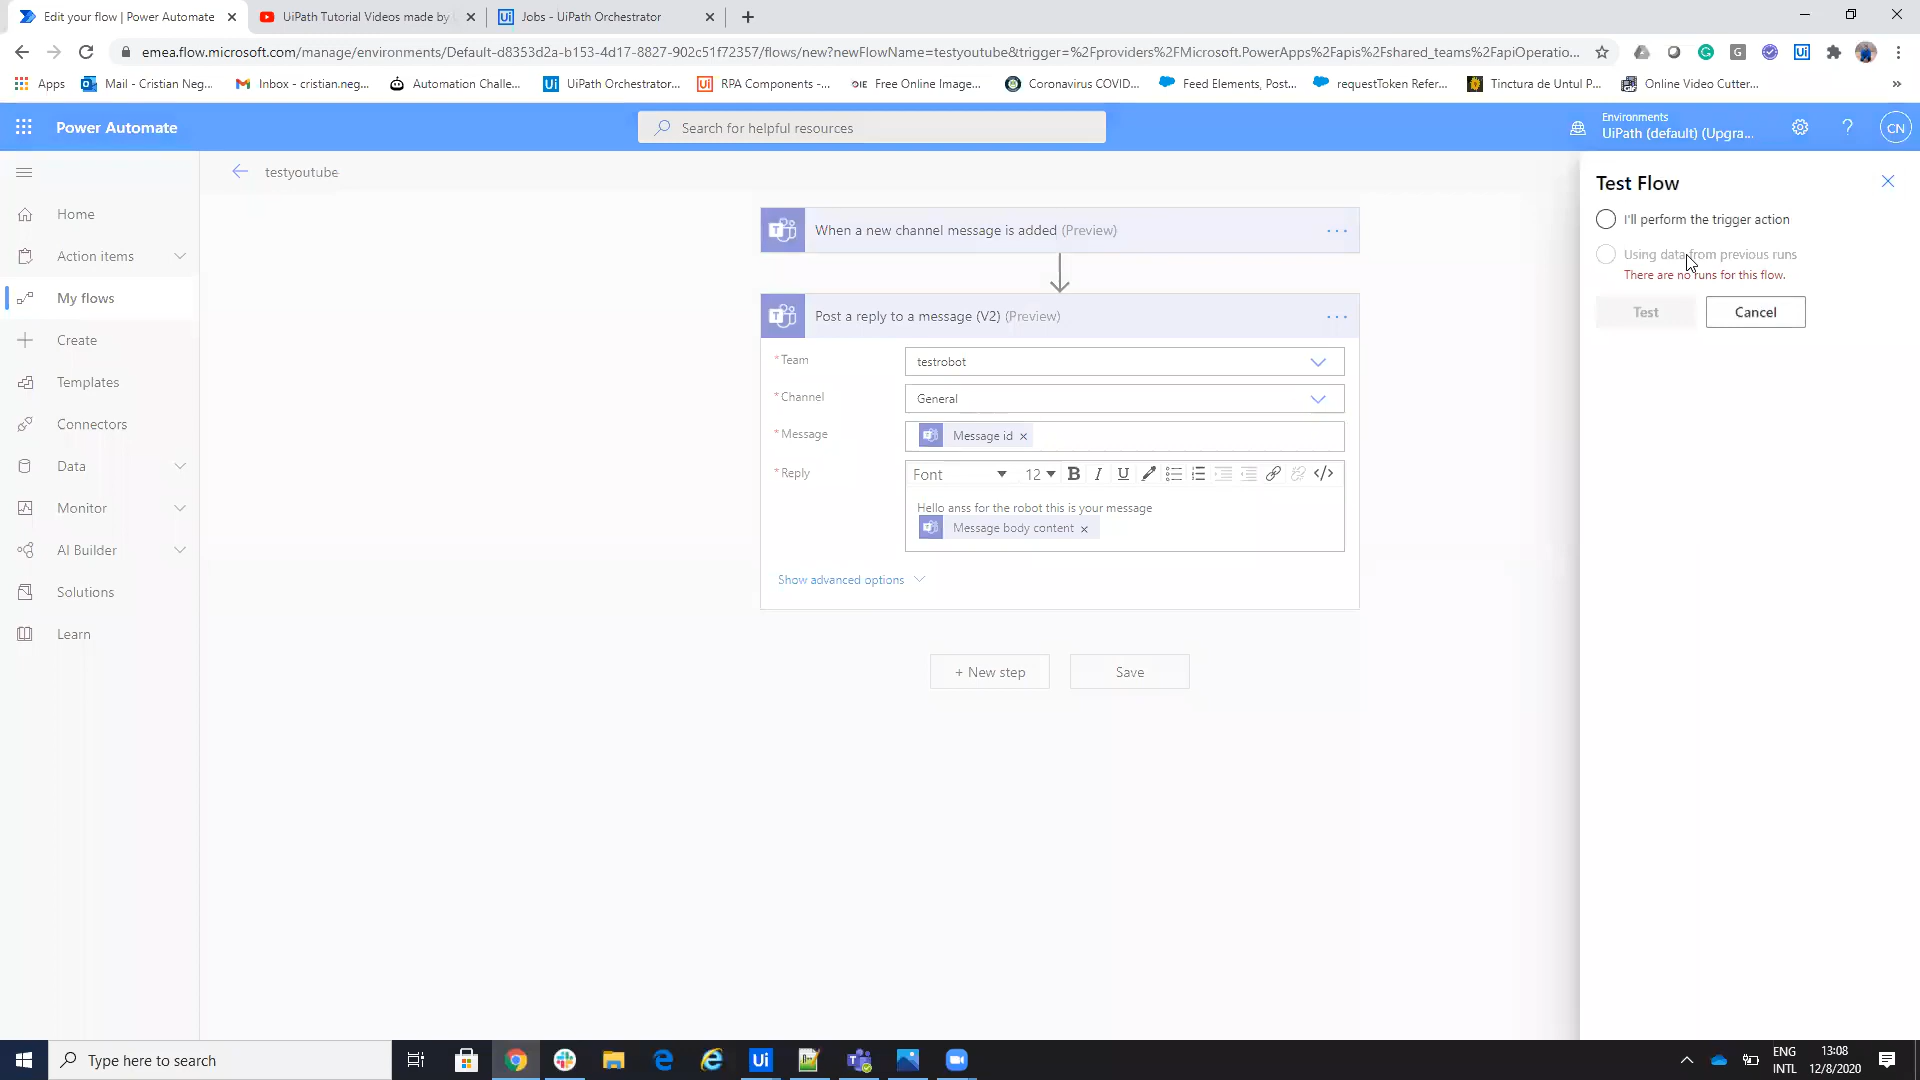 Edit your flow | Power Automate
UiPath Tutorial Videos made by
Jobs - UiPath Orchestrator
emea.flow.microsoft.com/manage/environments/Default-d8353d2a-b153-4d17-8827-902c51f72357/flows/new?newFlowName=testyoutube&trigger=%2Fproviders%2FMicrosoft.PowerApps%2Fapis%2Fshared_teams%2FapiOperatio...
Apps
Mail - Cristian Neg...
Inbox - cristian.neg...
Automation Challe...
UiPath Orchestrator...
RPA Components -...
Free Online Image...
Coronavirus COVID...
Feed Elements, Post...
requestToken Refer...
Tinctura de Untul P...
Online Video Cutter...
Power Automate
Search for helpful resources
Environments
UiPath (default) (Upgra...
CN
testyoutube
Home
Action items
My flows
Create
Templates
Connectors
Data
Monitor
AI Builder
Solutions
Learn
When a new channel message is added (Preview)
Post a reply to a message (V2) (Preview)
* Team
testrobot
* Channel
General
* Message
Message id
* Reply
Font
12
Hello anss for the robot this is your message
Message body content
Show advanced options
+ New step
Save
Test Flow
I'll perform the trigger action
Using data from previous runs
There are no runs for this flow.
Test
Cancel
Type here to search
ENG
INTL
13:08
12/8/2020